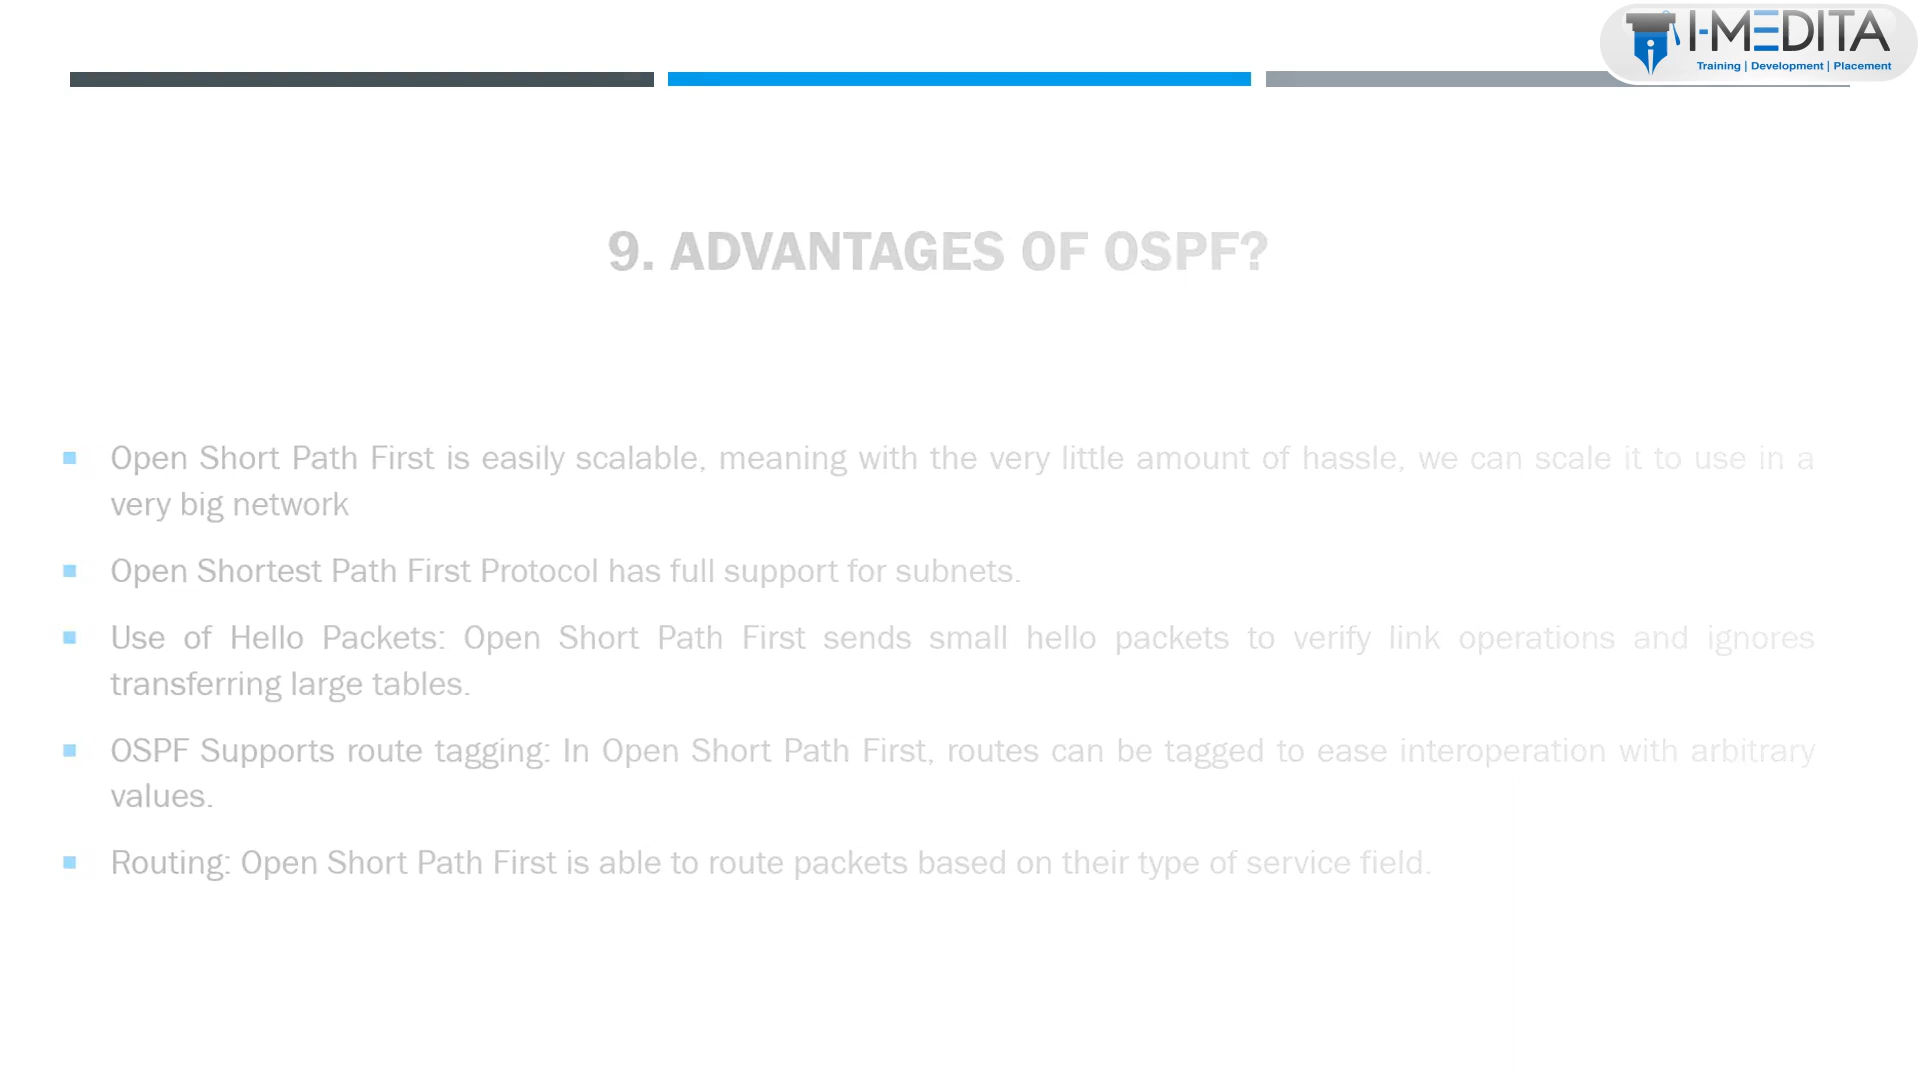 I-MEDITA
Training | Development | Placement
9. ADVANTAGES OF OSPF?
Open Short Path First is easily scalable, meaning with the very little amount of hassle, we can scale it to use in a
very big network
Open Shortest Path First Protocol has full support for subnets.
Use of Hello Packets: Open Short Path First sends small hello packets to verify link operations and ignores
transferring large tables.
OSPF Supports route tagging: In Open Short Path First, routes can be tagged to ease interoperation with arbitrary
values.
Routing: Open Short Path First is able to route packets based on their type of service field.